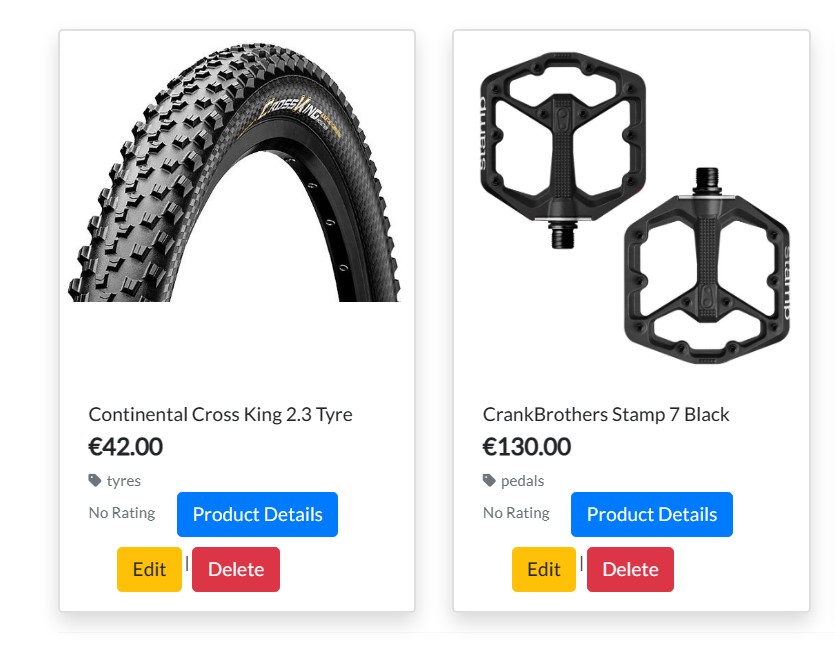 CROSSKING
stamp
stamp
Continental Cross King 2.3 Tyre
€42.00
tyres
No Rating Product Details
Edit | Delete
CrankBrothers Stamp 7 Black
€130.00
pedals
No Rating Product Details
Edit | Delete